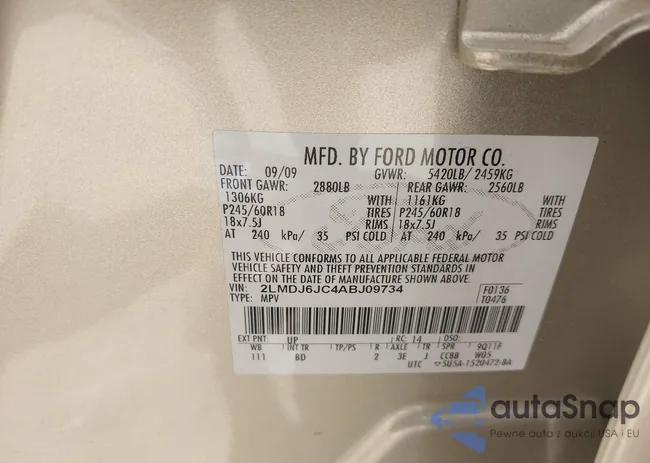 MFD. BY FORD MOTOR CO.
DATE: 09/09 GVWR: 5420LB/ 2459KG
FRONT GAWR: 2880LB REAR GAWR: 2560LB
1306KG WITH 1161KG WITH
P245/60R18 TIRES P245/60R18 TIRES
18x7.5J RIMS 18x7.5J RIMS
AT 240 kPa/ 35 PSI COLD AT 240 kPa/ 35 PSI COLD
THIS VEHICLE CONFORMS TO ALL APPLICABLE FEDERAL MOTOR
VEHICLE SAFETY AND THEFT PREVENTION STANDARDS IN
EFFECT ON THE DATE OF MANUFACTURE SHOWN ABOVE.
VIN: 2LMDJ6JC4ABJ09734 F0136
TYPE: MPV T0476
EXT PNT: UP RC: 14 DSO:
WB INT TR TP/PS R AXLE TR SPR 9Q11F
111 BD 2 3E J CCBB W05
UTC ▽5U5A-1520472-BA
autaSnap
Pewne auta z aukcji USA i EU